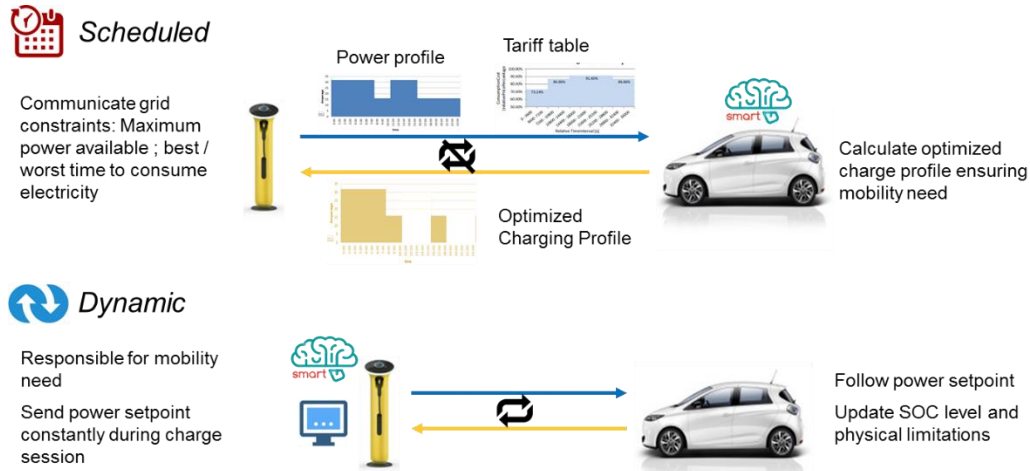 Scheduled
Power profile
Tariff table
Communicate grid
constraints: Maximum
power available ; best /
worst time to consume
electricity
smart
Calculate optimized
charge profile ensuring
mobility need
Optimized
Charging Profile
Dynamic
Responsible for mobility
need
Send power setpoint
constantly during charge
session
smart
Follow power setpoint
Update SOC level and
physical limitations